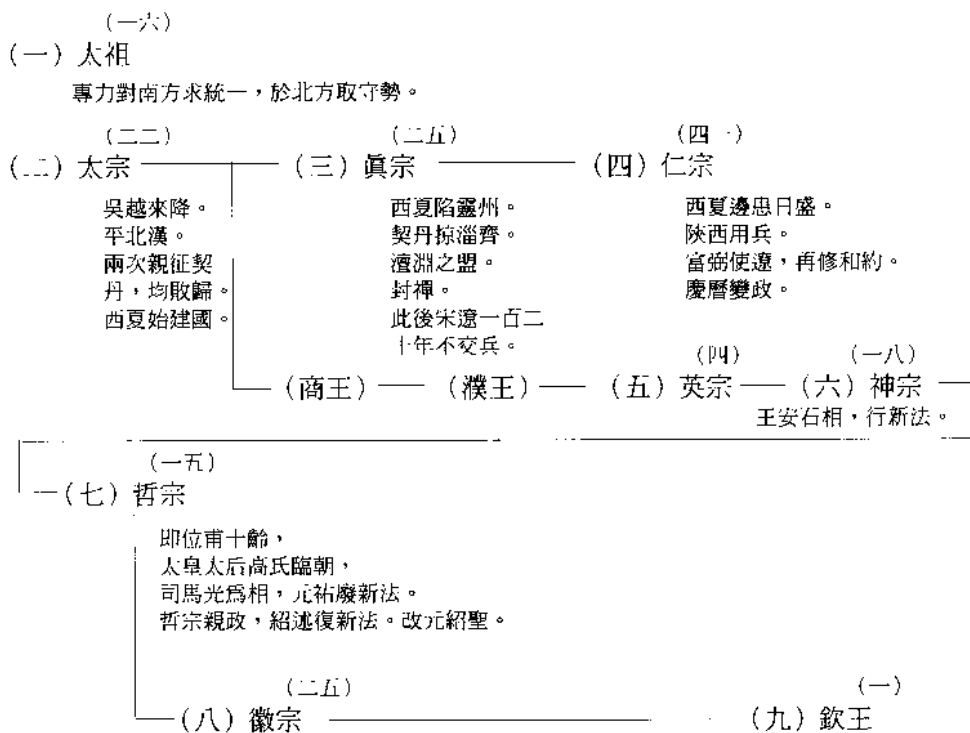 (一六)
(一) 太祖
專力對南方求統一，於北方取守勢。
(二二) (二五) (四一)
(二) 太宗 (三) 眞宗 (四) 仁宗
吳越來降。
平北漢。
兩次親征契
丹，均敗歸。
西夏始建國。
西夏陷靈州。
契丹掠淄齊。
澶淵之盟。
封禪。
此後宋遼一百二
十年不交兵。
西夏邊患日盛。
陝西用兵。
富弼使遼，再修和約。
慶曆變政。
(四) (一八)
(商王) (濮王) (五) 英宗 (六) 神宗
王安石相，行新法。
(一五)
(七) 哲宗
即位甫十齡，
太皇太后高氏臨朝，
司馬光爲相，元祐廢新法。
哲宗親政，紹述復新法。改元紹聖。
(二五) (一)
(八) 徽宗 (九) 欽王